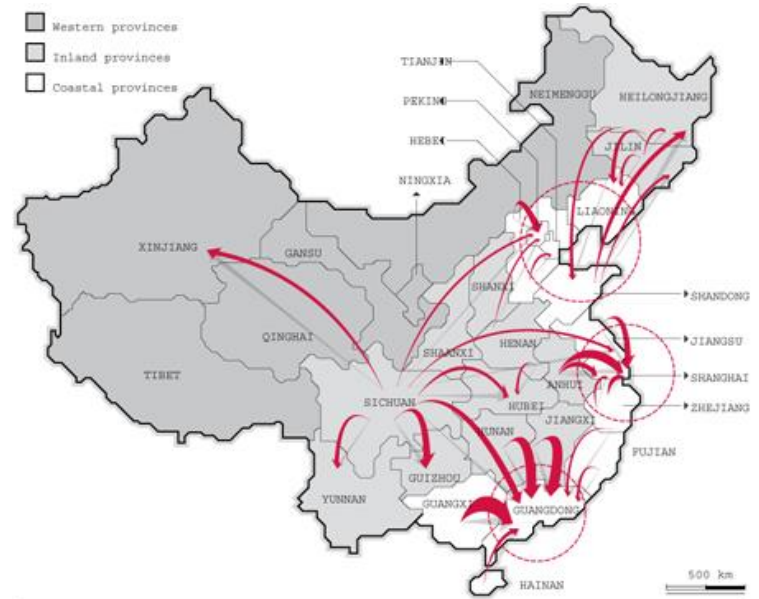 Western provinces
Inland provinces
Coastal provinces
TIANJIN
PEKIN
HEBE
NINGXIA
NEIMENGGU
HEILONGJIANG
JILIN
LIAONING
XINJIANG
GANSU
SHANXI
SHANDONG
QINGHAI
SHAANXI
HENAN
JIANGSU
TIBET
SICHUAN
ANHUI
SHANGHAI
HUBEI
ZHEJIANG
HUNAN
JIANGXI
FUJIAN
YUNNAN
GUIZHOU
GUANGXI
GUANGDONG
HAINAN
500 km